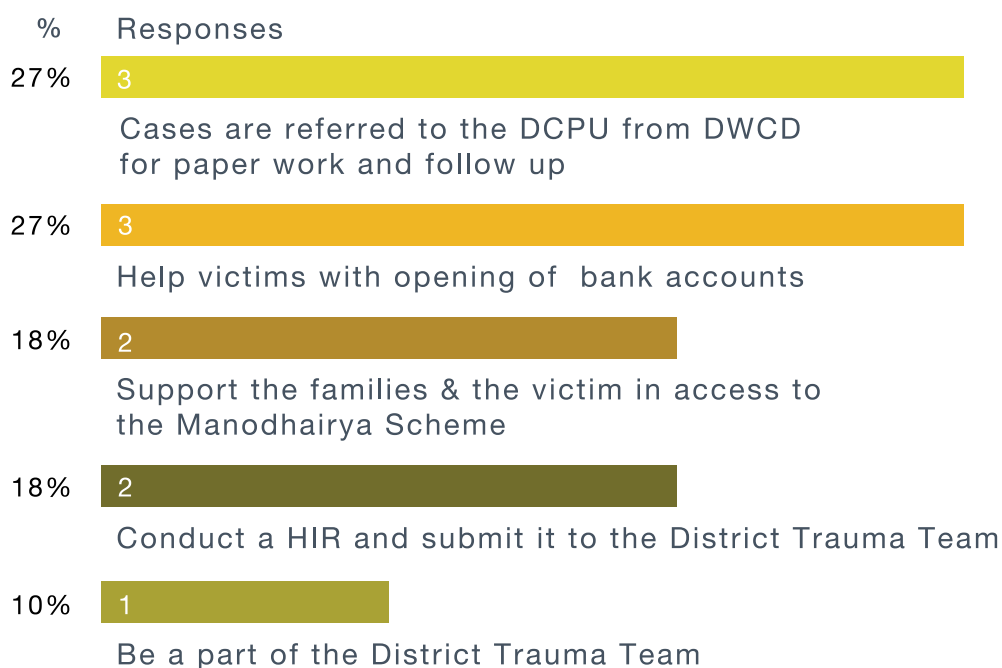 % Responses
27% 3
Cases are referred to the DCPU from DWCD
for paper work and follow up
27% 3
Help victims with opening of bank accounts
18% 2
Support the families & the victim in access to
the Manodhairya Scheme
18% 2
Conduct a HIR and submit it to the District Trauma Team
10% 1
Be a part of the District Trauma Team